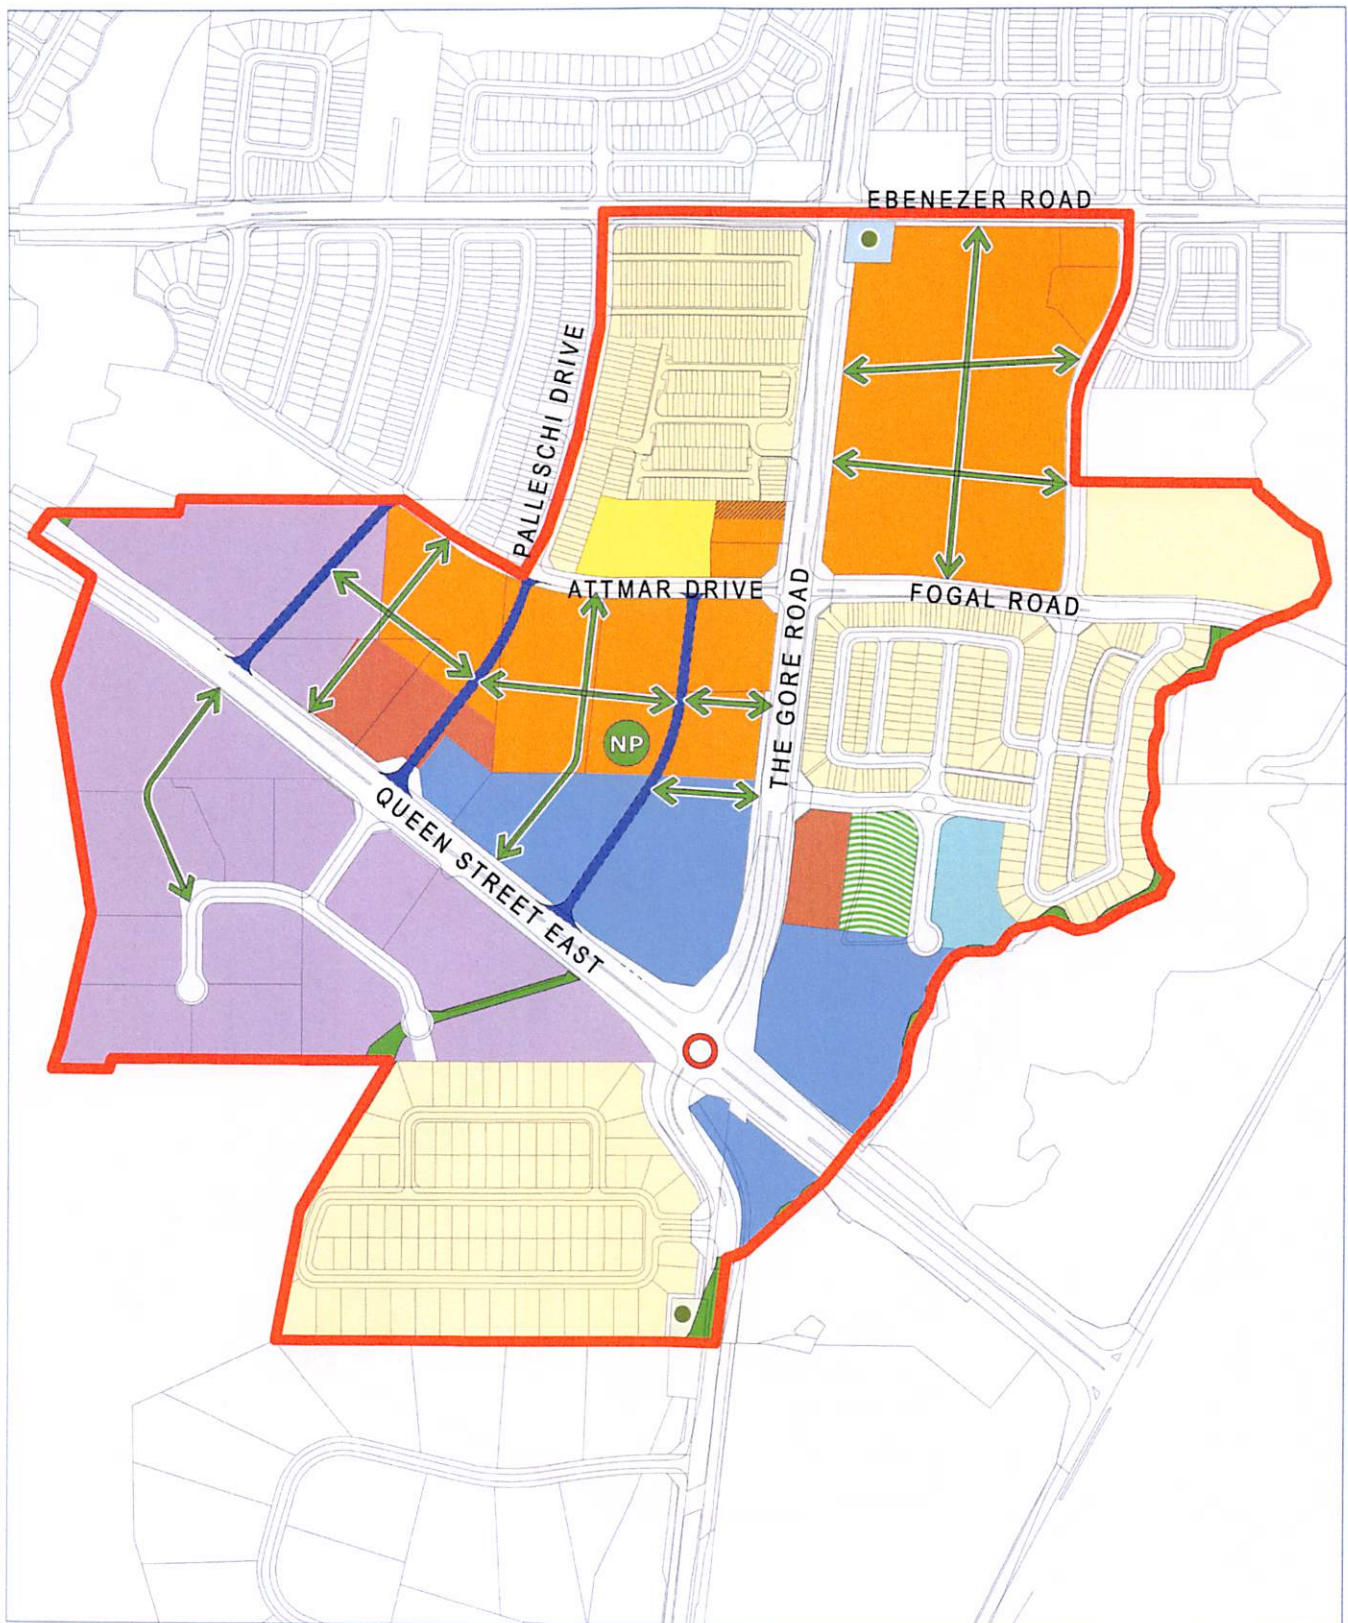 EBENEZER ROAD
PALLESCHI DRIVE
ATTMAR DRIVE
FOGAL ROAD
THE GORE ROAD
NP
QUEEN STREET EAST